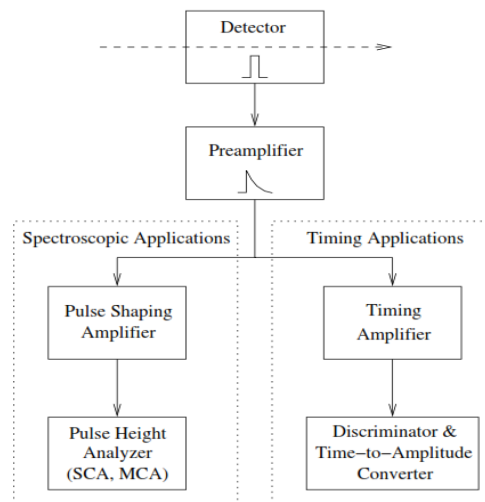 Detector
Preamplifier
Spectroscopic Applications
Timing Applications
Pulse Shaping
Amplifier
Timing
Amplifier
Pulse Height
Analyzer
(SCA, MCA)
Discriminator &
Time−to−Amplitude
Converter